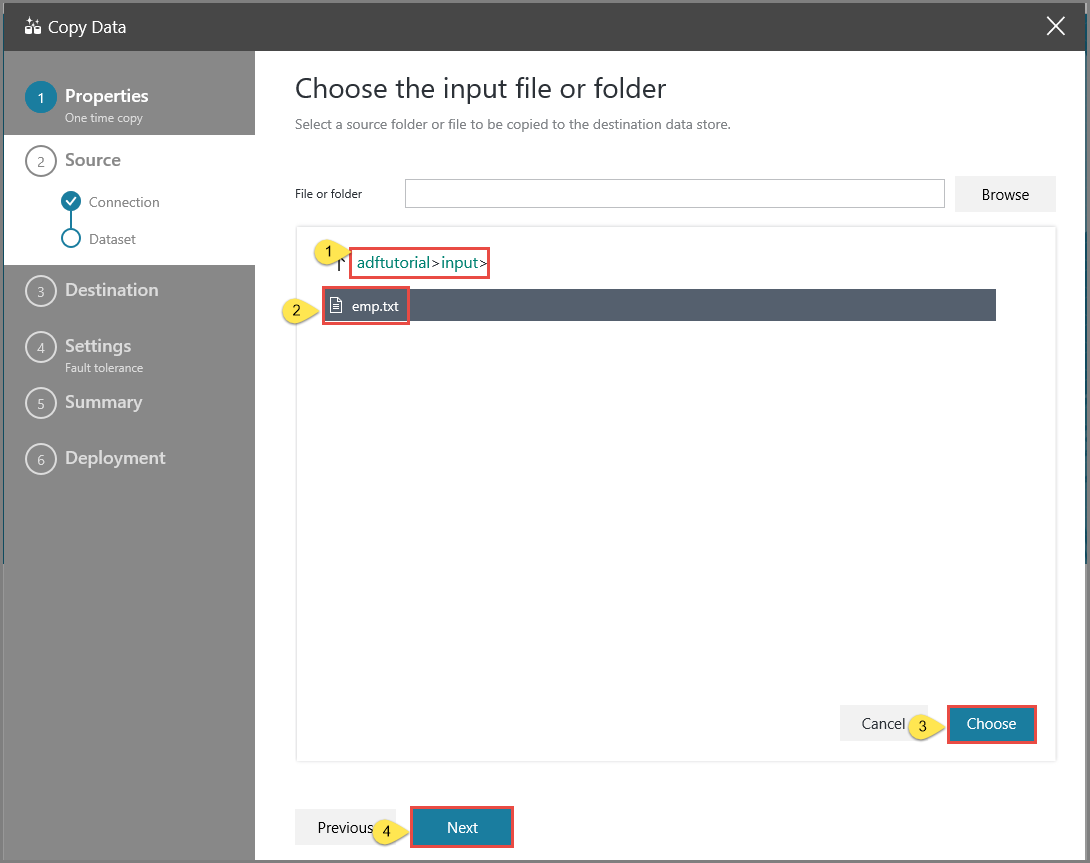 Copy Data
1 Properties
One time copy
2 Source
Connection
Dataset
3 Destination
4 Settings
Fault tolerance
5 Summary
6 Deployment
Choose the input file or folder
Select a source folder or file to be copied to the destination data store.
File or folder
Browse
1 adftutorial>input>
2 emp.txt
Cancel 3 Choose
Previous 4 Next